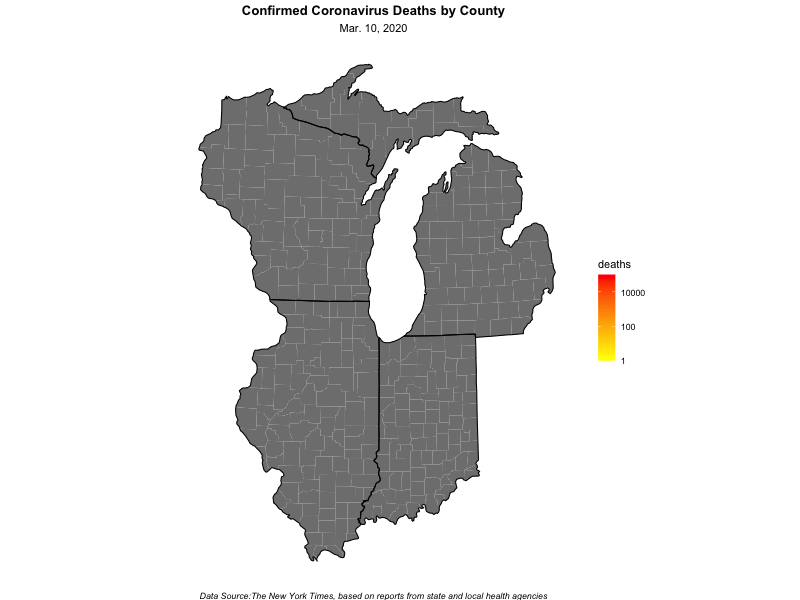 Confirmed Coronavirus Deaths by County
Mar. 10, 2020
deaths
10000
100
1
Data Source:The New York Times, based on reports from state and local health agencies